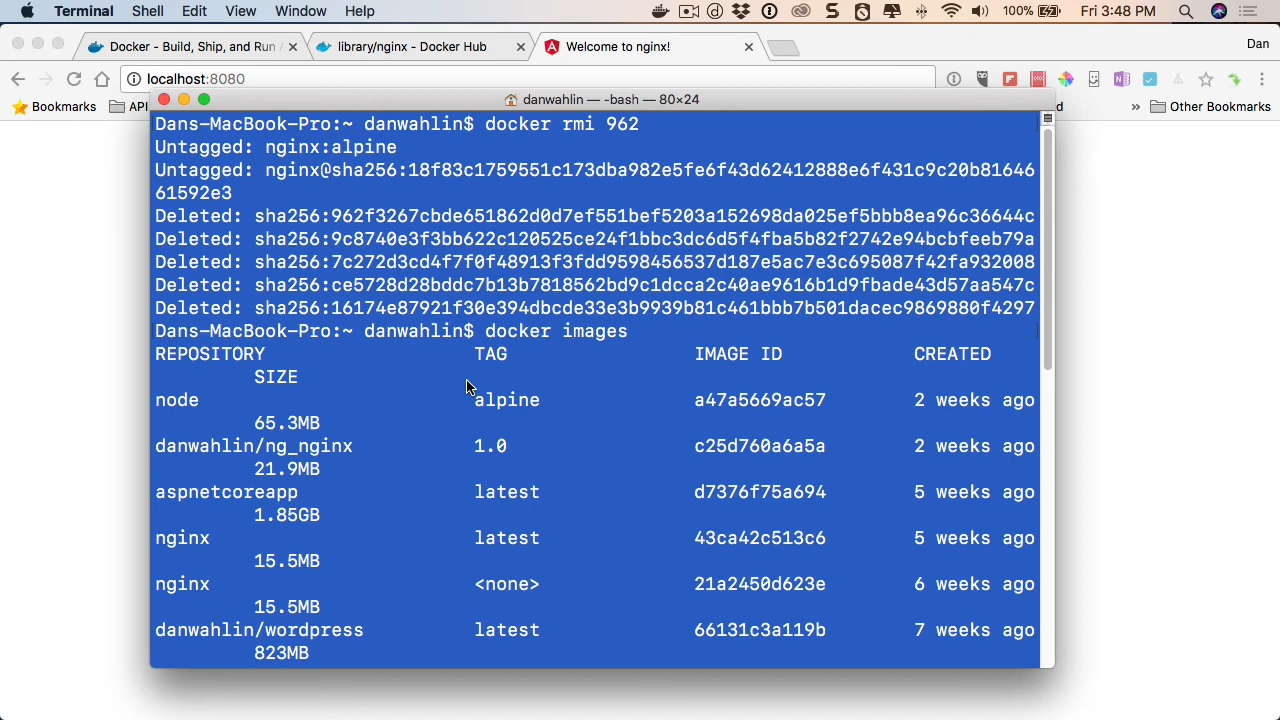 Terminal Shell Edit View Window Help 100% Fri 3:48 PM
Docker - Build, Ship, and Run library/nginx - Docker Hub Welcome to nginx! Dan
localhost:8080
Bookmarks API Other Bookmarks
danwahlin — -bash — 80×24
Dans-MacBook-Pro:~ danwahlin$ docker rmi 962
Untagged: nginx:alpine
Untagged: nginx@sha256:18f83c1759551c173dba982e5fe6f43d62412888e6f431c9c20b81646
61592e3
Deleted: sha256:962f3267cbde651862d0d7ef551bef5203a152698da025ef5bbb8ea96c36644c
Deleted: sha256:9c8740e3f3bb622c120525ce24f1bbc3dc6d5f4fba5b82f2742e94bcbfeeb79a
Deleted: sha256:7c272d3cd4f7f0f48913f3fdd9598456537d187e5ac7e3c695087f42fa932008
Deleted: sha256:ce5728d28bddc7b13b7818562bd9c1dcca2c40ae9616b1d9fbade43d57aa547c
Deleted: sha256:16174e87921f30e394dbcde33e3b9939b81c461bbb7b501dacec9869880f4297
Dans-MacBook-Pro:~ danwahlin$ docker images
REPOSITORY TAG IMAGE ID CREATED
SIZE
node alpine a47a5669ac57 2 weeks ago
65.3MB
danwahlin/ng_nginx 1.0 c25d760a6a5a 2 weeks ago
21.9MB
aspnetcoreapp latest d7376f75a694 5 weeks ago
1.85GB
nginx latest 43ca42c513c6 5 weeks ago
15.5MB
nginx <none> 21a2450d623e 6 weeks ago
15.5MB
danwahlin/wordpress latest 66131c3a119b 7 weeks ago
823MB